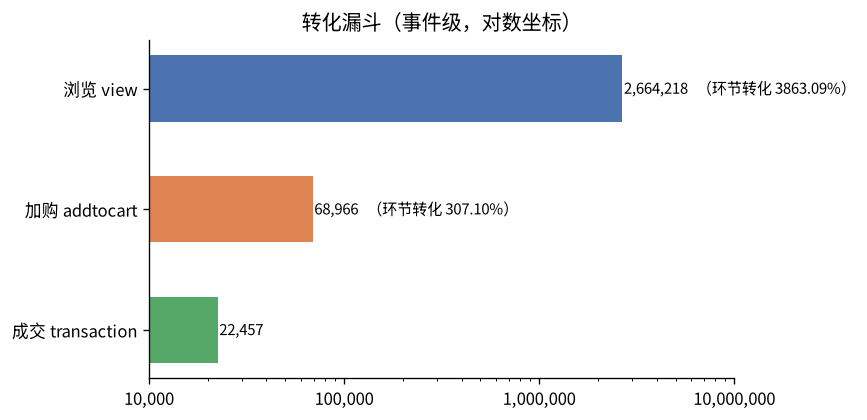 转化漏斗（事件级，对数坐标）
浏览 view
2,664,218 （环节转化 3863.09%）
加购 addtocart
68,966 （环节转化 307.10%）
成交 transaction
22,457
10,000
100,000
1,000,000
10,000,000